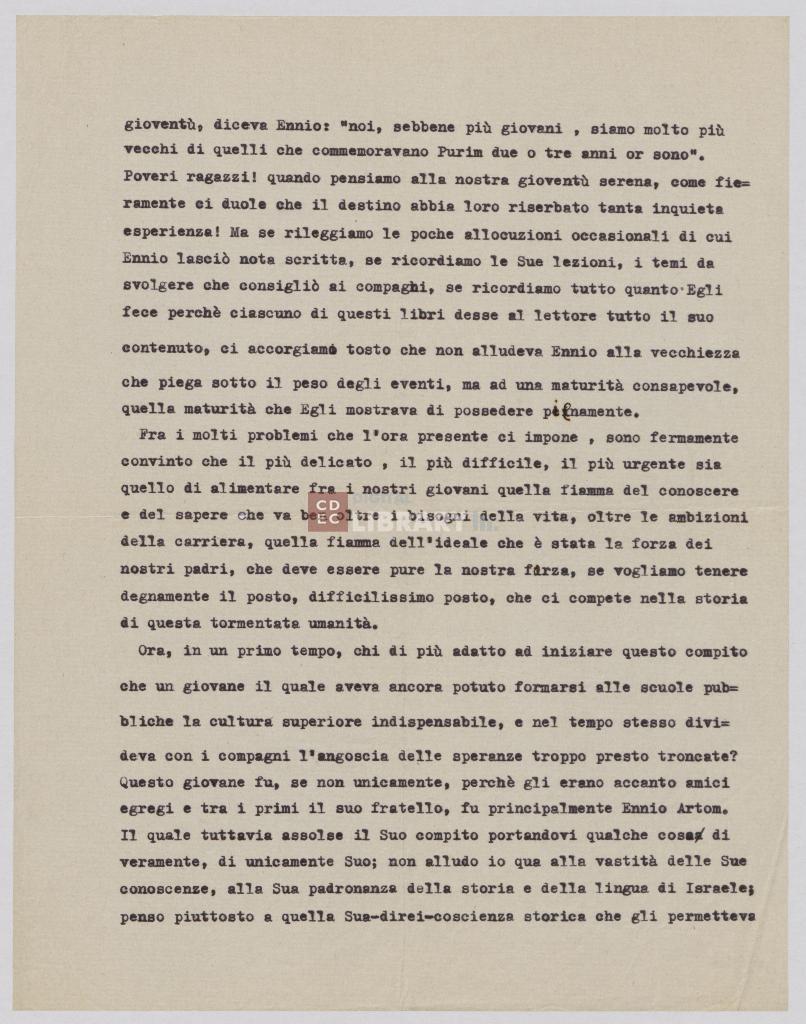 gioventù, diceva Ennio: "noi, sebbene più giovani , siamo molto più
vecchi di quelli che commemoravano Purim due o tre anni or sono".
Poveri ragazzi! quando pensiamo alla nostra gioventù serena, come fie=
ramente ci duole che il destino abbia loro riserbato tanta inquieta
esperienza! Ma se rileggiamo le poche allocuzioni occasionali di cui
Ennio lasciò nota scritta, se ricordiamo le Sue lezioni, i temi da
svolgere che consigliò ai compaghi, se ricordiamo tutto quanto Egli
fece perchè ciascuno di questi libri desse al lettore tutto il suo
contenuto, ci accorgiamo tosto che non alludeva Ennio alla vecchiezza
che piega sotto il peso degli eventi, ma ad una maturità consapevole,
quella maturità che Egli mostrava di possedere pienamente.
Fra i molti problemi che l'ora presente ci impone , sono fermamente
convinto che il più delicato , il più difficile, il più urgente sia
quello di alimentare fra i nostri giovani quella fiamma del conoscere
e del sapere che va ben oltre i bisogni della vita, oltre le ambizioni
della carriera, quella fiamma dell'ideale che è stata la forza dei
nostri padri, che deve essere pure la nostra forza, se vogliamo tenere
degnamente il posto, difficilissimo posto, che ci compete nella storia
di questa tormentata umanità.
Ora, in un primo tempo, chi di più adatto ad iniziare questo compito
che un giovane il quale aveva ancora potuto formarsi alle scuole pub=
bliche la cultura superiore indispensabile, e nel tempo stesso divi=
deva con i compagni l'angoscia delle speranze troppo presto troncate?
Questo giovane fu, se non unicamente, perchè gli erano accanto amici
egregi e tra i primi il suo fratello, fu principalmente Ennio Artom.
Il quale tuttavia assolse il Suo compito portandovi qualche cosa di
veramente, di unicamente Suo; non alludo io qua alla vastità delle Sue
conoscenze, alla Sua padronanza della storia e della lingua di Israele;
penso piuttosto a quella Sua-direi-coscienza storica che gli permetteva
CD
EC
DIGITAL
LIBRARY